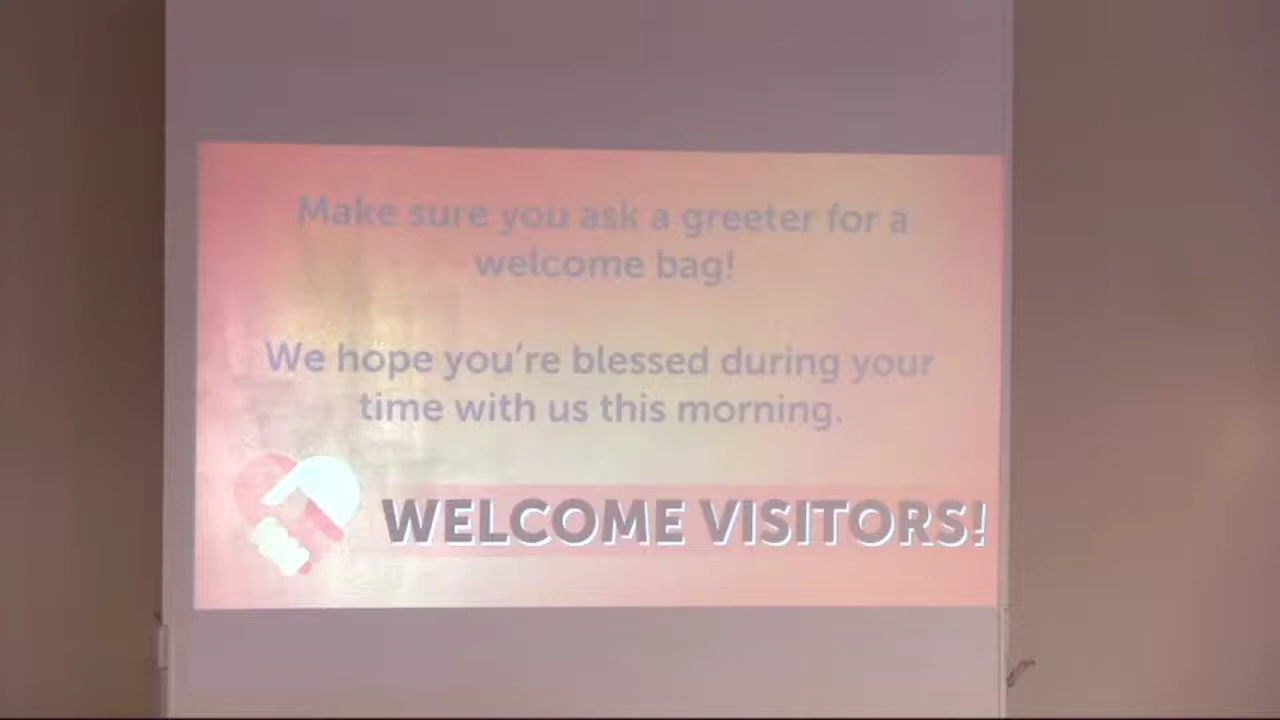 Make sure you ask a greeter for a
welcome bag!
We hope you’re blessed during your
time with us this morning.
WELCOME VISITORS!